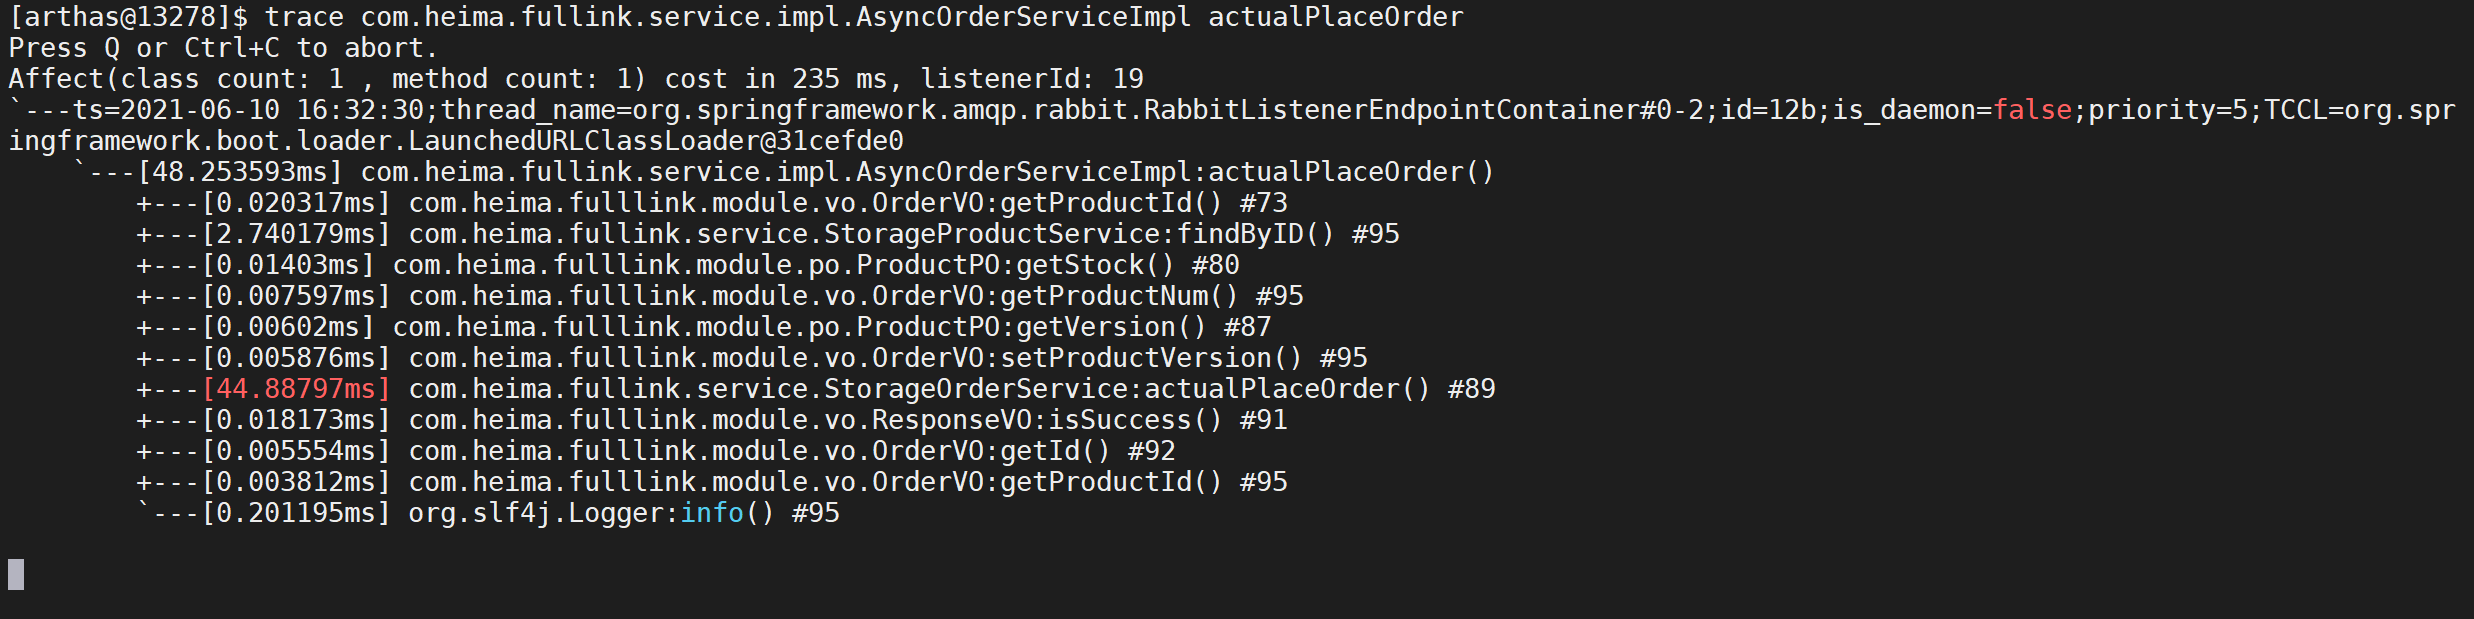 [arthas@13278]$ trace com.heima.fullink.service.impl.AsyncOrderServiceImpl actualPlaceOrder
Press Q or Ctrl+C to abort.
Affect(class count: 1 , method count: 1) cost in 235 ms, listenerId: 19
`---ts=2021-06-10 16:32:30;thread_name=org.springframework.amqp.rabbit.RabbitListenerEndpointContainer#0-2;id=12b;is_daemon=false;priority=5;TCCL=org.spr
ingframework.boot.loader.LaunchedURLClassLoader@31cefde0
    `---[48.253593ms] com.heima.fullink.service.impl.AsyncOrderServiceImpl:actualPlaceOrder()
        +---[0.020317ms] com.heima.fulllink.module.vo.OrderVO:getProductId() #73
        +---[2.740179ms] com.heima.fullink.service.StorageProductService:findByID() #95
        +---[0.01403ms] com.heima.fulllink.module.po.ProductPO:getStock() #80
        +---[0.007597ms] com.heima.fulllink.module.vo.OrderVO:getProductNum() #95
        +---[0.00602ms] com.heima.fulllink.module.po.ProductPO:getVersion() #87
        +---[0.005876ms] com.heima.fulllink.module.vo.OrderVO:setProductVersion() #95
        +---[44.88797ms] com.heima.fullink.service.StorageOrderService:actualPlaceOrder() #89
        +---[0.018173ms] com.heima.fulllink.module.vo.ResponseVO:isSuccess() #91
        +---[0.005554ms] com.heima.fulllink.module.vo.OrderVO:getId() #92
        +---[0.003812ms] com.heima.fulllink.module.vo.OrderVO:getProductId() #95
        `---[0.201195ms] org.slf4j.Logger:info() #95